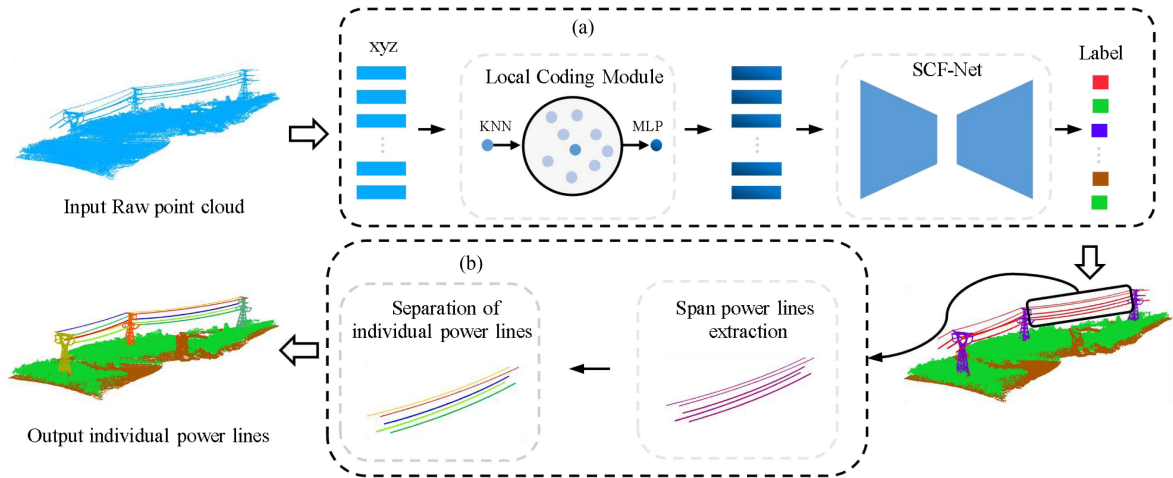 (a)
xyz
Local Coding Module
KNN
MLP
SCF-Net
Label
Input Raw point cloud
(b)
Separation of
individual power lines
Span power lines
extraction
Output individual power lines